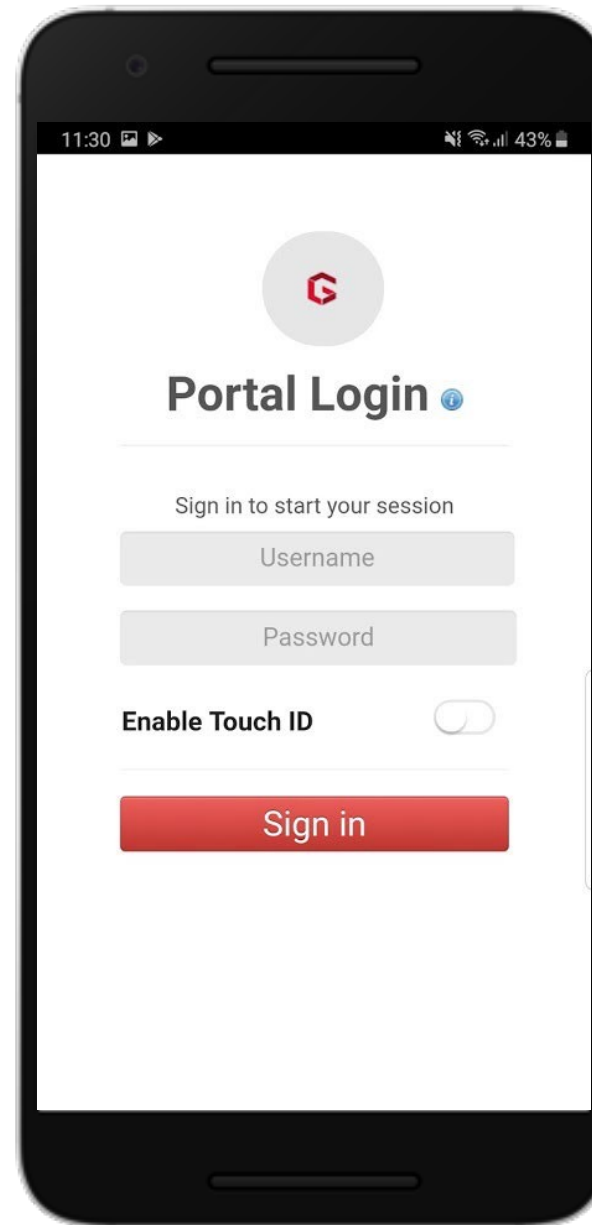 11:30 43%
G
Portal Login
Sign in to start your session
Username
Password
Enable Touch ID
Sign in